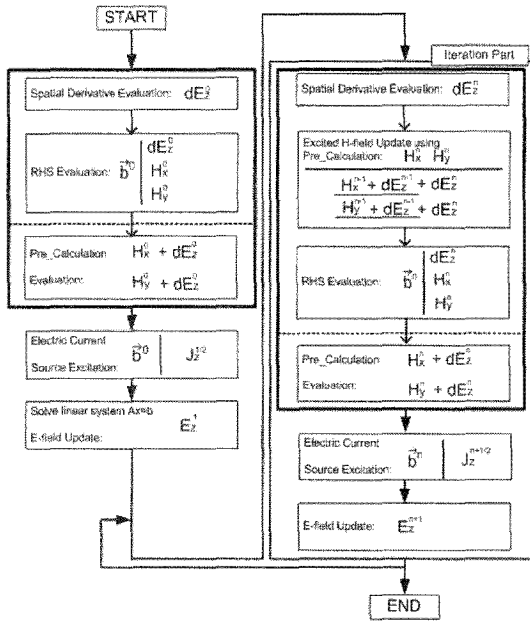 START
Spatial Derivative Evaluation: dE_z^0
RHS Evaluation: b^0 | dE_z^0
H_x^0
H_y^0
Pre_Calculation H_x^0 + dE_z^0
Evaluation: H_y^0 + dE_z^0
Electric Current
Source Excitation: b^0 | J_z^{1/2}
Solve linear system Ax=b
E-field Update: E_z^1
Iteration Part
Spatial Derivative Evaluation: dE_z^n
Excited H-field Update using
Pre_Calculation: H_x^n H_y^n
H_x^{n-1} + dE_z^{n-1} + dE_z^n
H_y^{n-1} + dE_z^{n-1} + dE_z^n
RHS Evaluation: b^n | dE_z^n
H_x^n
H_y^n
Pre_Calculation H_x^n + dE_z^n
Evaluation: H_y^n + dE_z^n
Electric Current
Source Excitation: b^n | J_z^{n+1/2}
E-field Update: E_z^{n+1}
END